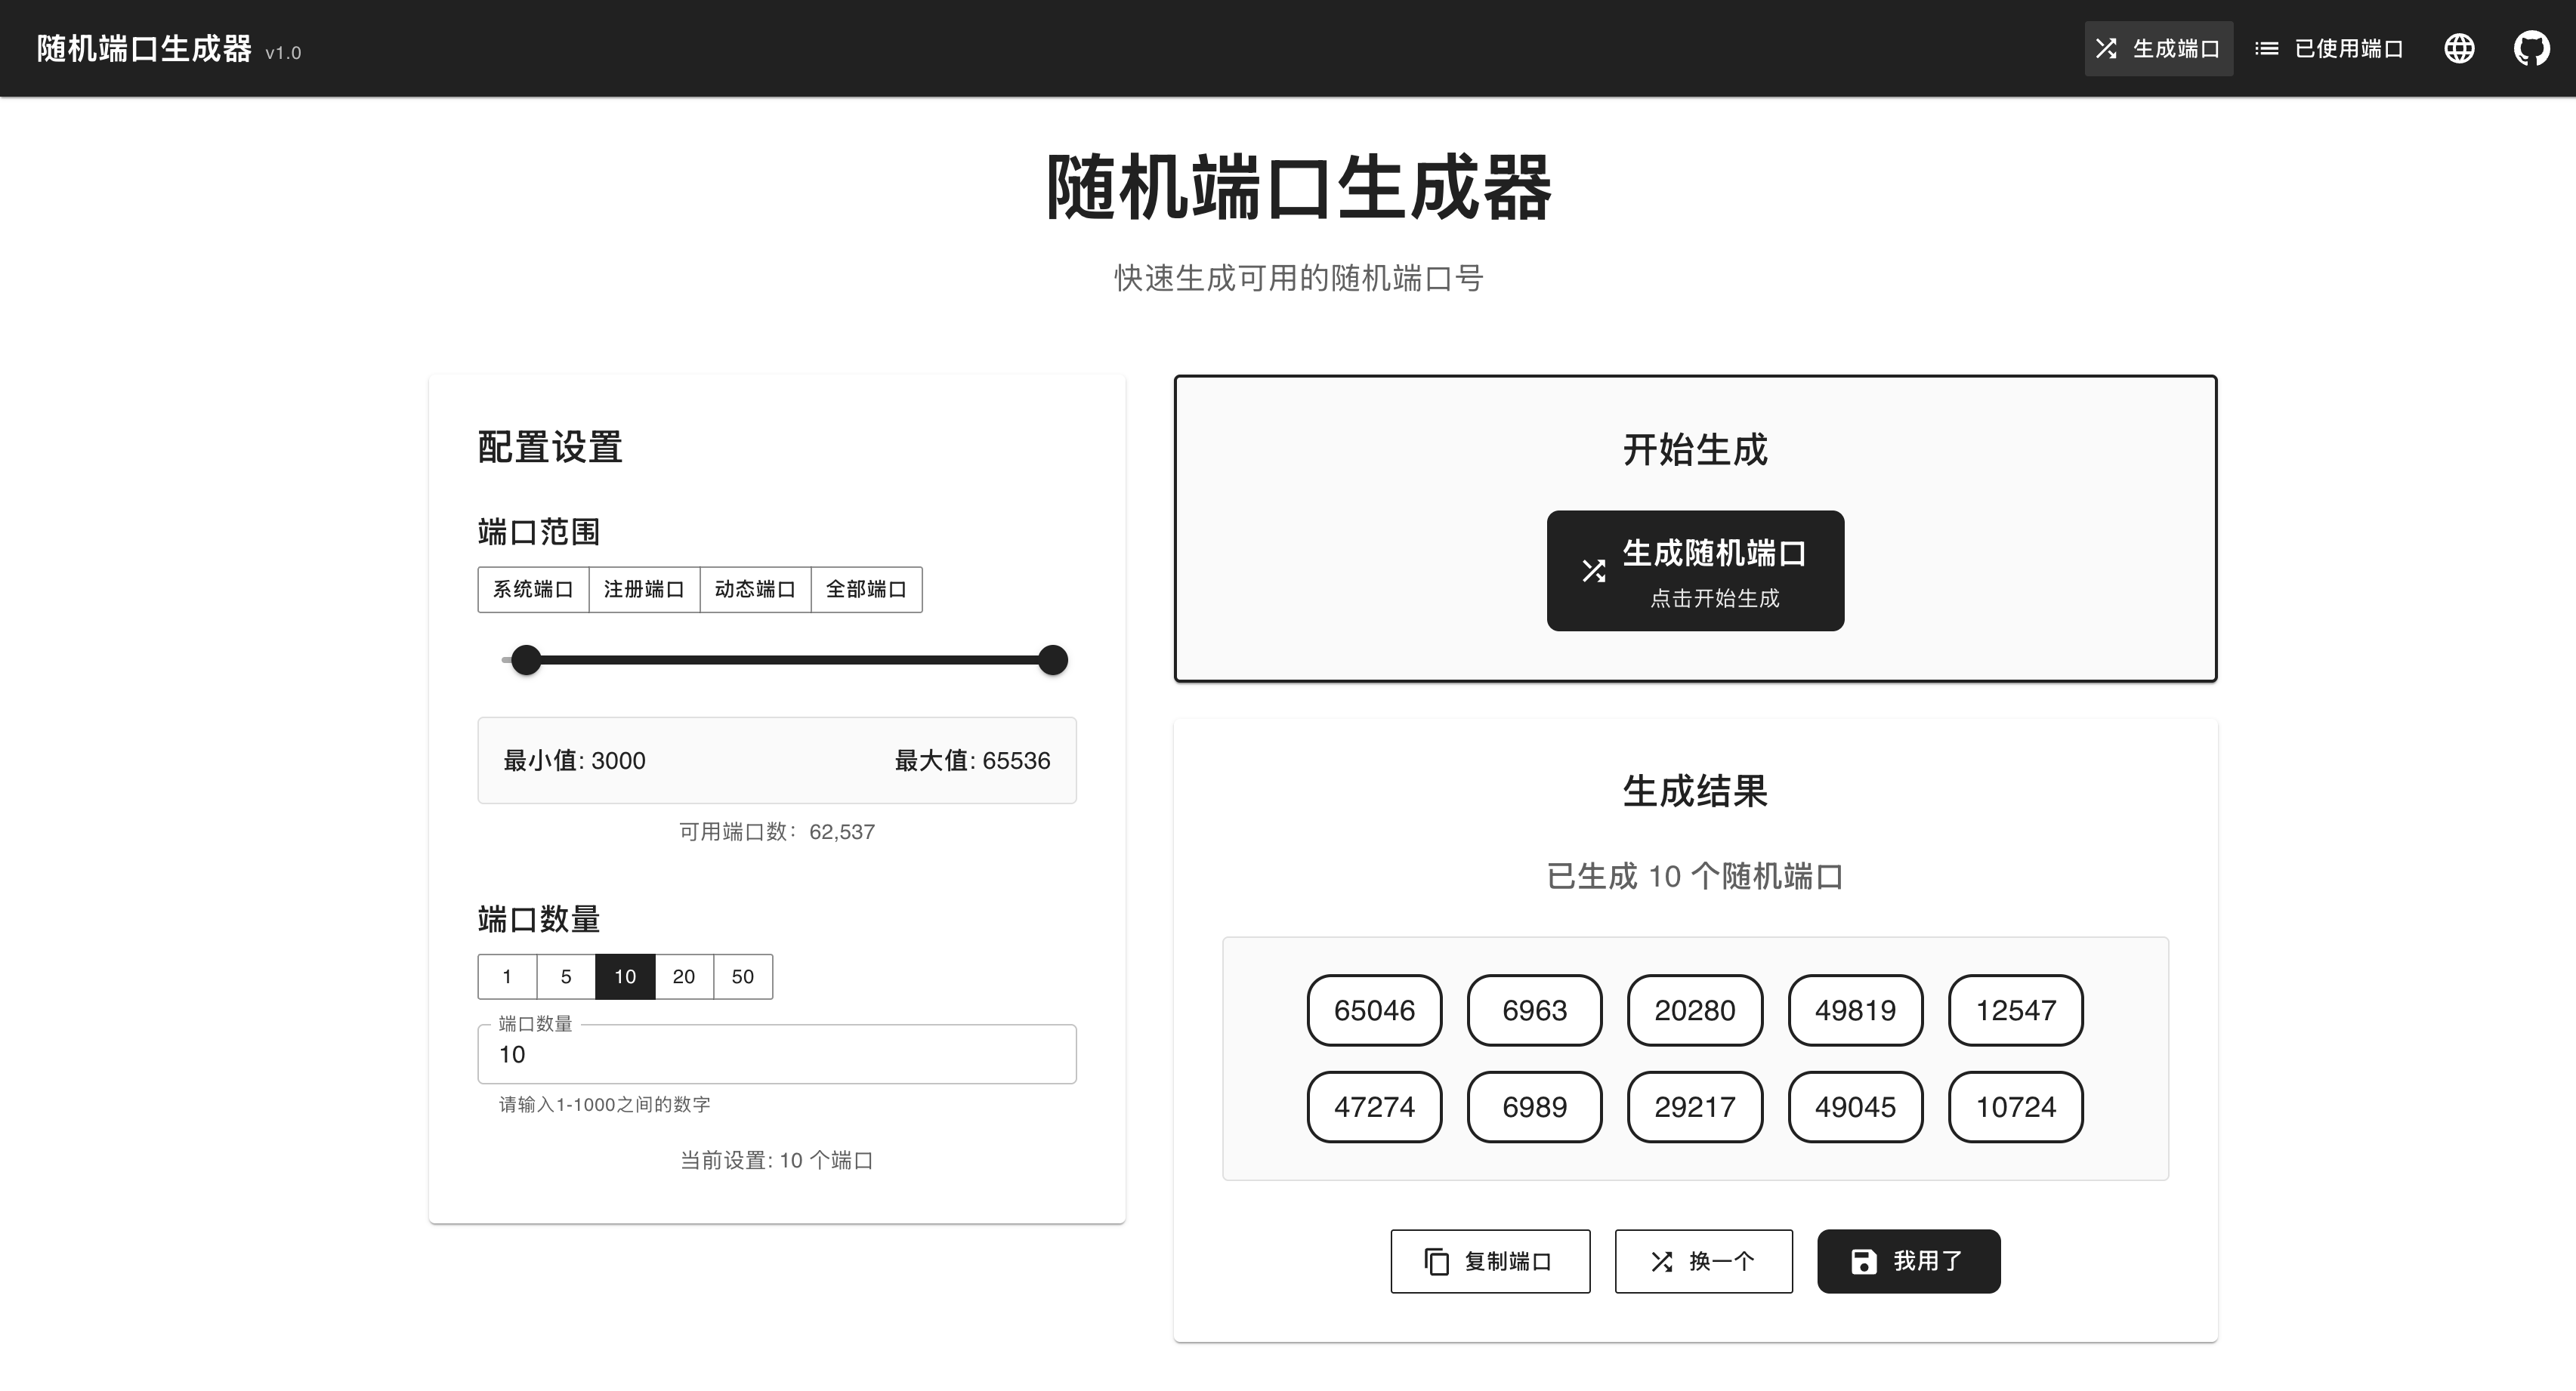 随机端口生成器 v1.0
生成端口 已使用端口
随机端口生成器
快速生成可用的随机端口号
配置设置
端口范围
系统端口 注册端口 动态端口 全部端口
最小值: 3000 最大值: 65536
可用端口数：62,537
端口数量
1 5 10 20 50
端口数量
10
请输入1-1000之间的数字
当前设置: 10 个端口
开始生成
生成随机端口
点击开始生成
生成结果
已生成 10 个随机端口
65046 6963 20280 49819 12547
47274 6989 29217 49045 10724
复制端口 换一个 我用了